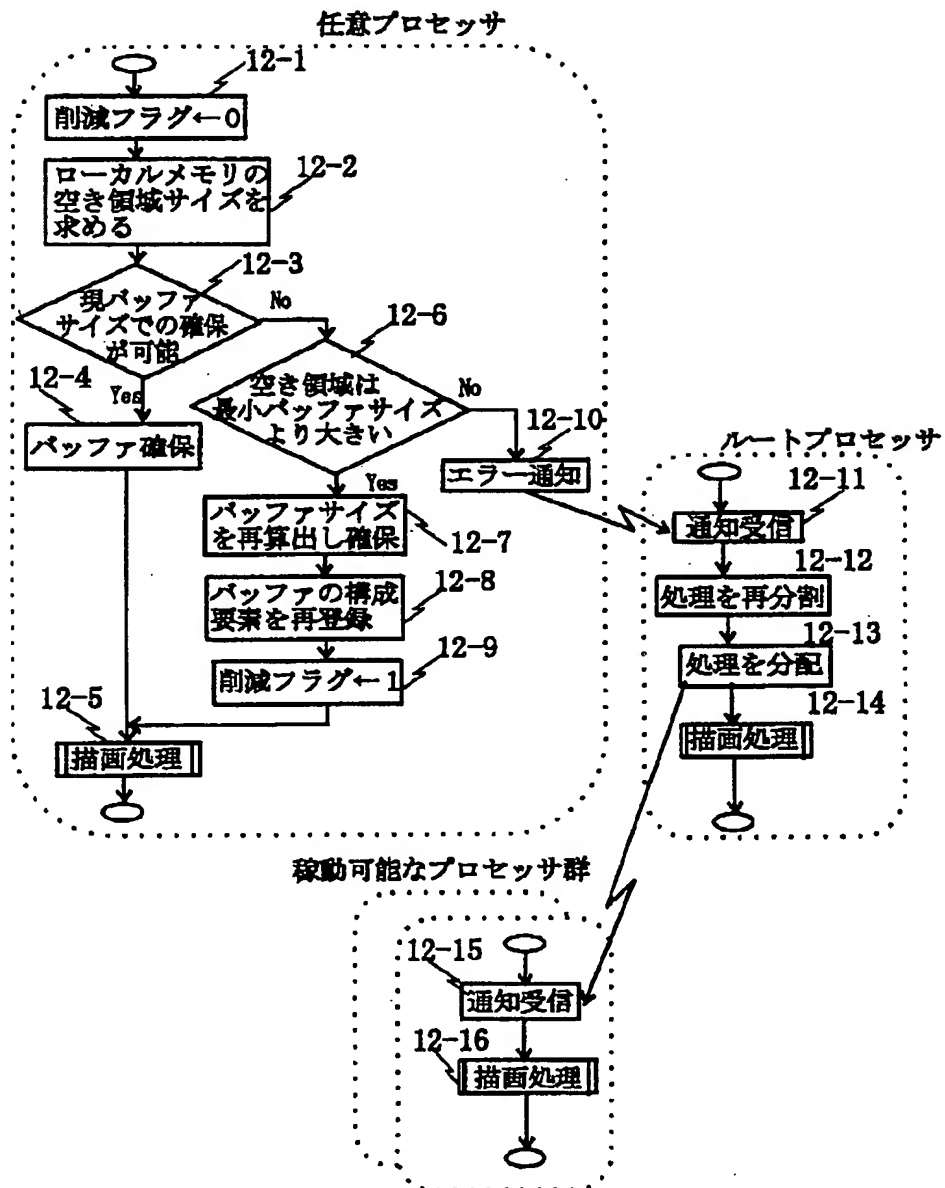 任意プロセッサ
12-1
削減フラグ←0
12-2
ローカルメモリの
空き領域サイズを
求める
12-3
現バッファ
サイズでの確保
が可能
No
Yes
12-4
バッファ確保
12-6
空き領域は
最小バッファサイズ
より大きい
No
Yes
12-10
エラー通知
バッファサイズ
を再算出し確保
12-7
バッファの構成
要素を再登録
12-8
12-9
削減フラグ←1
12-5
描画処理
ルートプロセッサ
12-11
通知受信
12-12
処理を再分割
12-13
処理を分配
12-14
描画処理
稼動可能なプロセッサ群
12-15
通知受信
12-16
描画処理